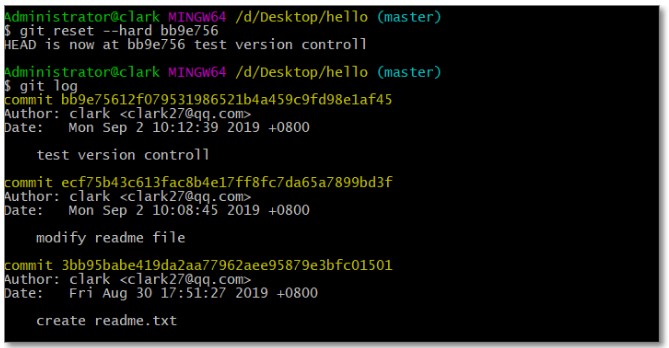 Administrator@clark MINGW64 /d/Desktop/hello (master)
$ git reset --hard bb9e756
HEAD is now at bb9e756 test version controll
Administrator@clark MINGW64 /d/Desktop/hello (master)
$ git log
commit bb9e75612f079531986521b4a459c9fd98e1af45
Author: clark <clark27@qq.com>
Date:   Mon Sep 2 10:12:39 2019 +0800
test version controll
commit ecf75b43c613fac8b4e17ff8fc7da65a7899bd3f
Author: clark <clark27@qq.com>
Date:   Mon Sep 2 10:08:45 2019 +0800
modify readme file
commit 3bb95babe419da2aa77962aee95879e3bfc01501
Author: clark <clark27@qq.com>
Date:   Fri Aug 30 17:51:27 2019 +0800
create readme.txt